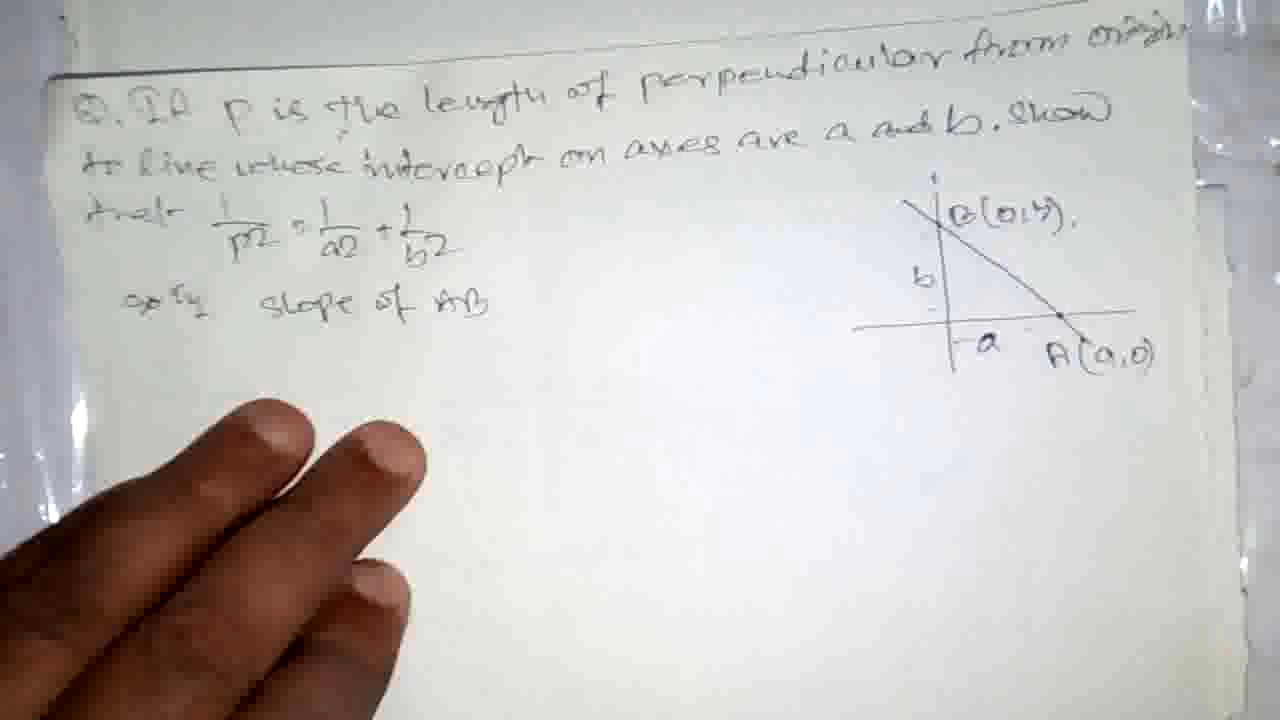 Q. If P is the length of perpendicular from origin
to line whose intercept on axes are a and b. Show
that 1/p2 = 1/a2 + 1/b2
B(0,b).
solⁿ slope of AB
b
a
A(a,0)